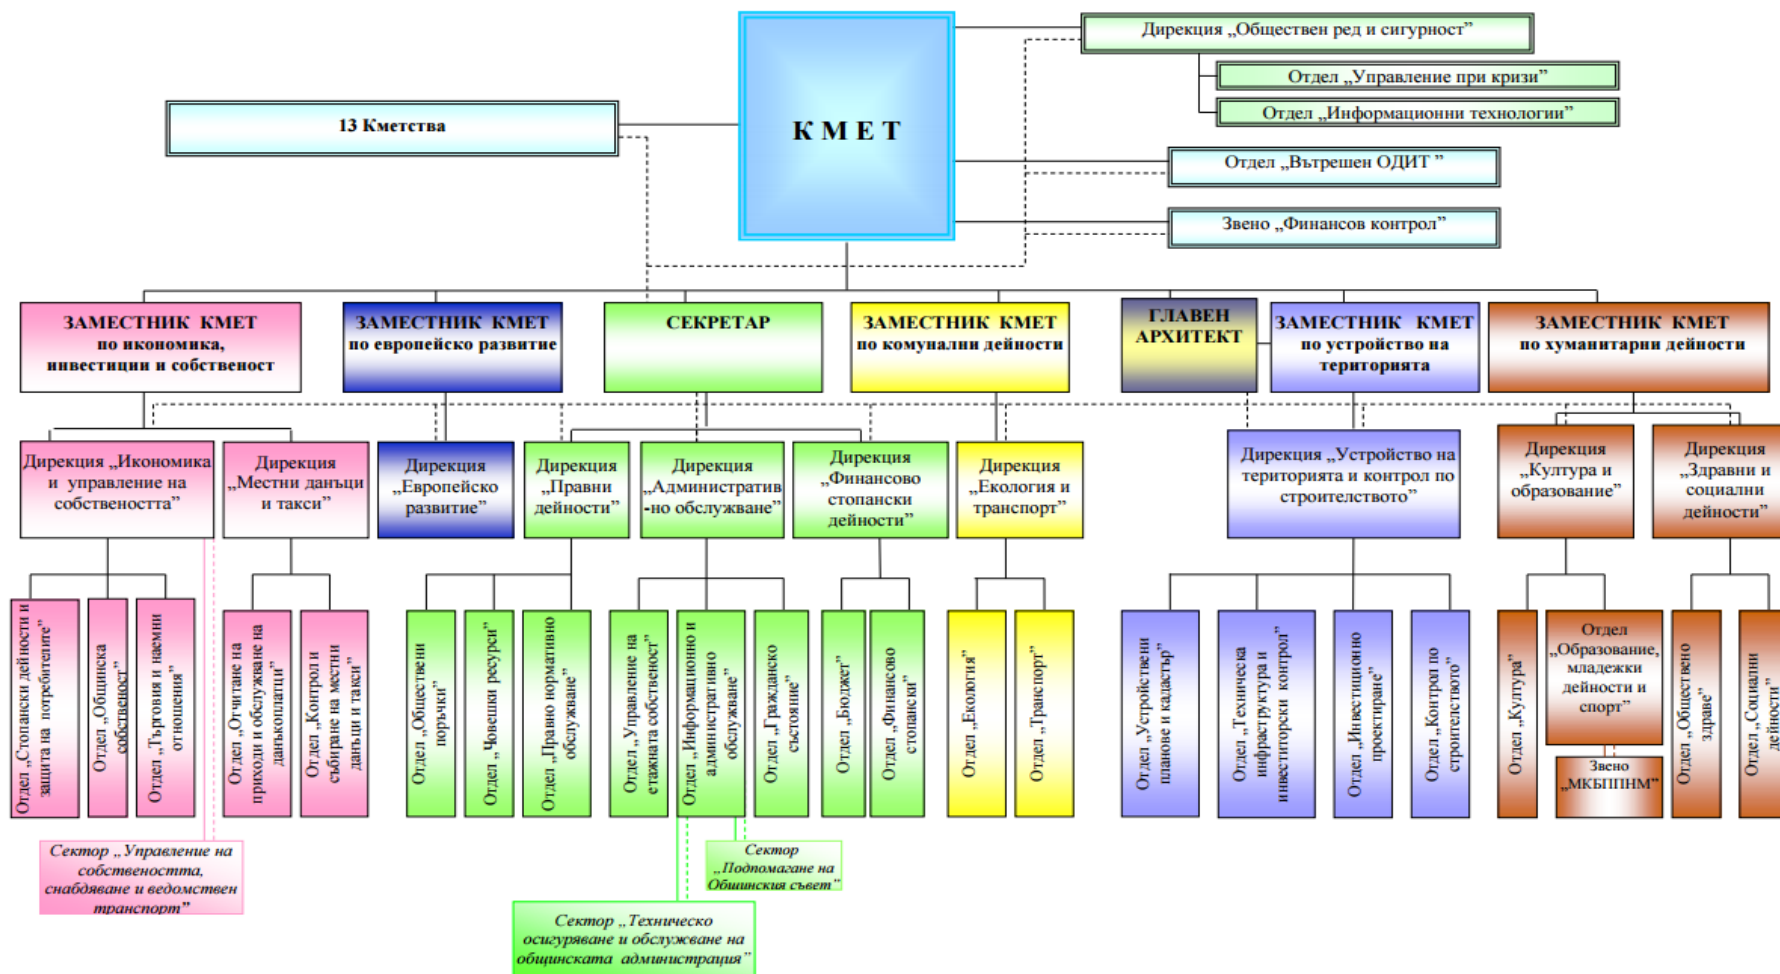 Дирекция „Обществен ред и сигурност”
Отдел „Управление при кризи”
Отдел „Информационни технологии”
13 Кметства
К М Е Т
Отдел „Вътрешен ОДИТ ”
Звено „Финансов контрол”
ЗАМЕСТНИК КМЕТ
по икономика,
инвестиции и собственост
ЗАМЕСТНИК КМЕТ
по европейско развитие
СЕКРЕТАР
ЗАМЕСТНИК КМЕТ
по комунални дейности
ГЛАВЕН
АРХИТЕКТ
ЗАМЕСТНИК КМЕТ
по устройство на
територията
ЗАМЕСТНИК КМЕТ
по хуманитарни дейности
Дирекция „Икономика
и управление на
собствеността”
Дирекция
„Местни данъци
и такси”
Дирекция
„Европейско
развитие”
Дирекция
„Правни
дейности”
Дирекция
„Административ
-но обслужване”
Дирекция
„Финансово
стопански
дейности”
Дирекция
„Екология и
транспорт”
Дирекция „Устройство на
територията и контрол по
строителството”
Дирекция
„Култура и
образование”
Дирекция
„Здравни и
социални
дейности”
Отдел „Стопански дейности и
защита на потребителите”
Отдел „Общинска
собственост”
Отдел „Търговия и наемни
отношения”
Отдел „Отчитане на
приходи и обслужване на
данъкоплатци”
Отдел „Контрол и
събиране на местни
данъци и такси”
Отдел „Обществени
поръчки”
Отдел „Човешки ресурси”
Отдел „Правно нормативно
обслужване”
Отдел „Управление на
етажната собственост”
Отдел „Информационно и
административно
обслужване”
Отдел „Гражданско
състояние”
Отдел „Бюджет”
Отдел „Финансово
стопански”
Отдел „Екология”
Отдел „Транспорт”
Отдел „Устройствени
планове и кадастър”
Отдел „Техническа
инфраструктура и
инвеститорски контрол”
Отдел „Инвестиционно
проектиране”
Отдел „Контрол по
строителството”
Отдел „Култура”
Отдел
„Образование,
младежки
дейности и
спорт”
Звено
„МКБППНМ”
Отдел „Обществено
здраве”
Отдел „Социални
дейности”
Сектор „Управление на
собствеността,
снабдяване и ведомствен
транспорт”
Сектор
„Подпомагане на
Общинския съвет”
Сектор „Техническо
осигуряване и обслужване на
общинската администрация”